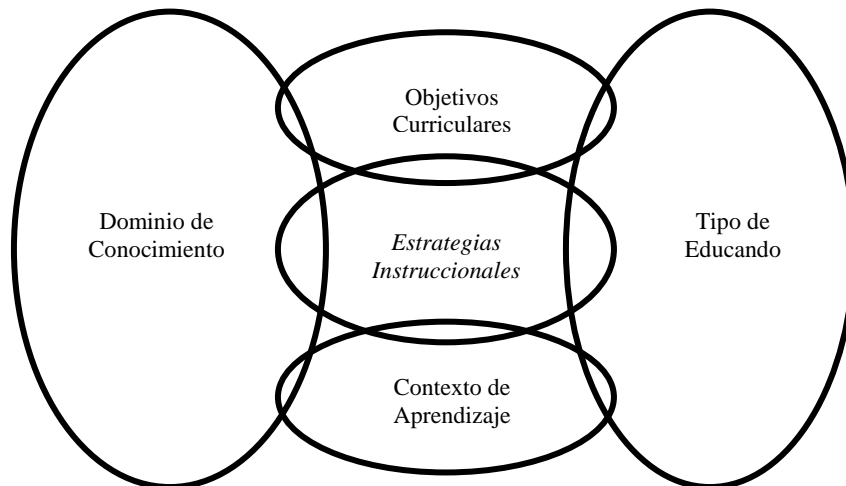 Objetivos
Curriculares
Dominio de
Conocimiento
Estrategias
Instruccionales
Tipo de
Educando
Contexto de
Aprendizaje